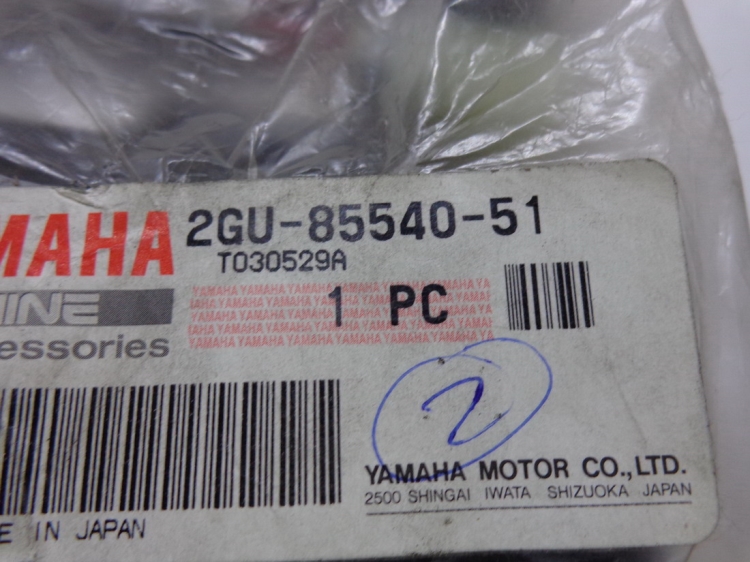 MAHA 2GU-85540-51
T030529A
INE
1 PC
essories
2
YAMAHA MOTOR CO.,LTD.
2500 SHINGAI IWATA SHIZUOKA JAPAN
E IN JAPAN